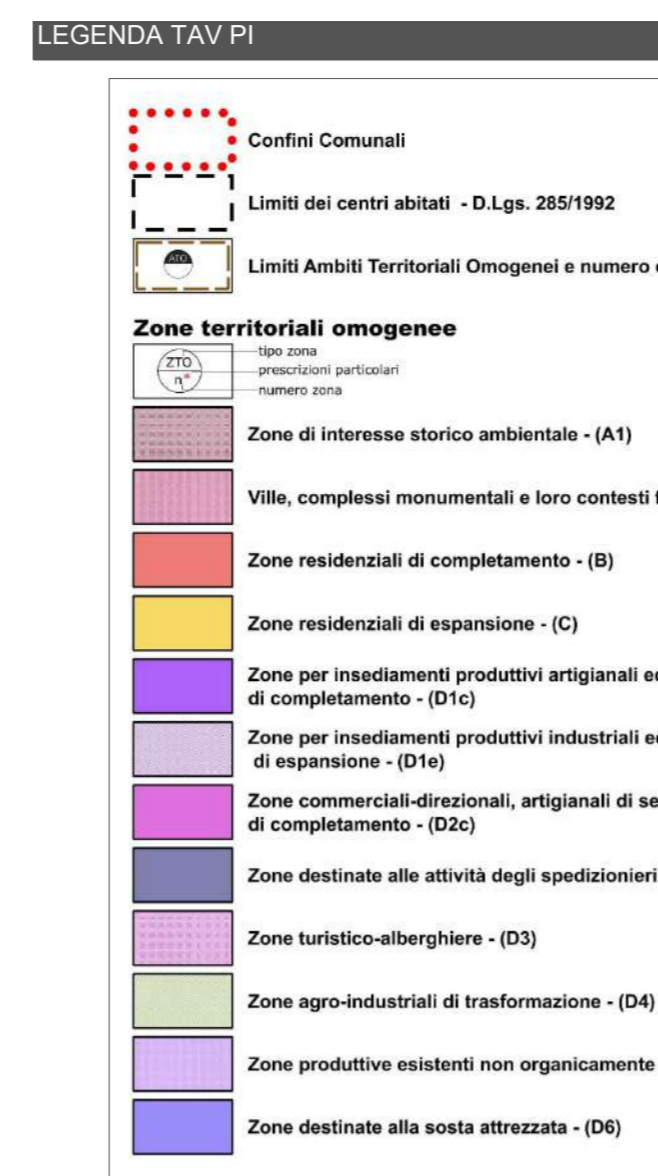 LEGENDA TAV PI
Confini Comunali
Limiti dei centri abitati - D.Lgs. 285/1992
ATO
Limiti Ambiti Territoriali Omogenei e numero
Zone territoriali omogenee
ZTO
n*
tipo zona
prescrizioni particolari
numero zona
Zone di interesse storico ambientale - (A1)
Ville, complessi monumentali e loro contesti
Zone residenziali di completamento - (B)
Zone residenziali di espansione - (C)
Zone per insediamenti produttivi artigianali
di completamento - (D1c)
Zone per insediamenti produttivi industriali
di espansione - (D1e)
Zone commerciali-direzionali, artigianali di
di completamento - (D2c)
Zone destinate alle attività degli spedizionieri
Zone turistico-alberghiere - (D3)
Zone agro-industriali di trasformazione - (D4)
Zone produttive esistenti non organicamente
Zone destinate alla sosta attrezzata - (D6)